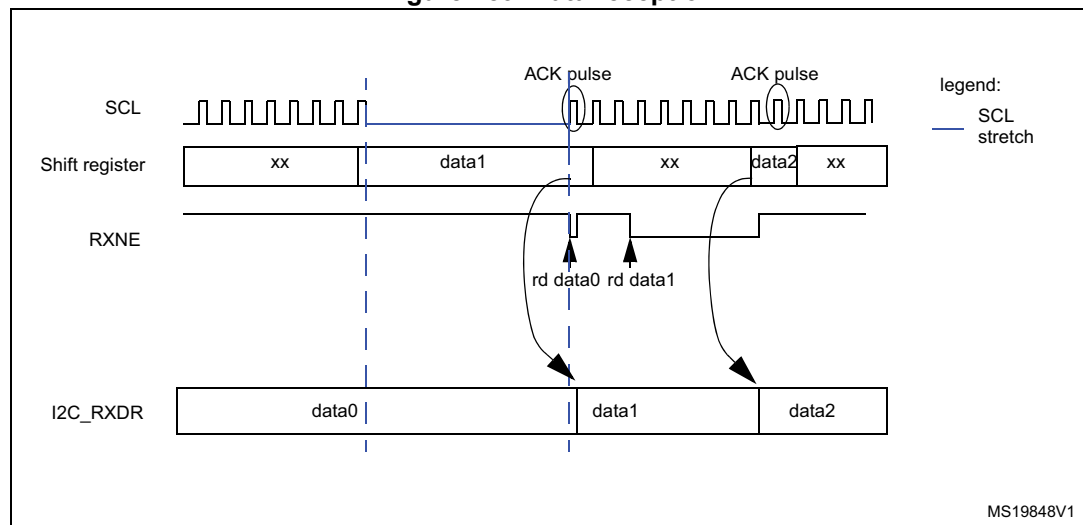 ACK pulse ACK pulse
legend:
SCL
SCL
stretch
Shift register xx data1 xx data2 xx
RXNE
rd data0 rd data1
I2C_RXDR data0 data1 data2
MS19848V1